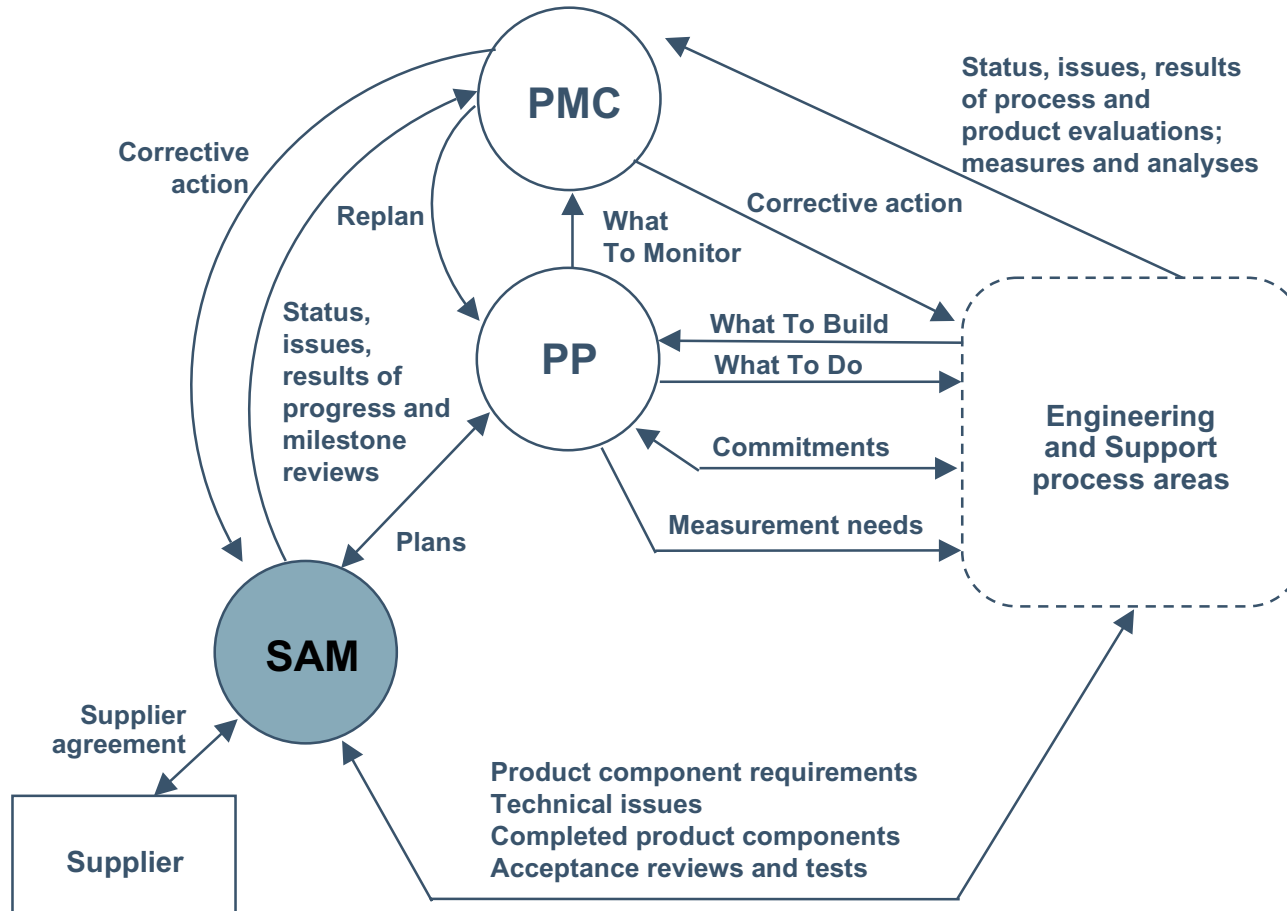 PMC
Status, issues, results
of process and
product evaluations;
measures and analyses
Corrective
action
Replan
What
To Monitor
Corrective action
Status,
issues,
results of
progress and
milestone
reviews
PP
What To Build
What To Do
Commitments
Measurement needs
Engineering
and Support
process areas
Plans
SAM
Supplier
agreement
Supplier
Product component requirements
Technical issues
Completed product components
Acceptance reviews and tests